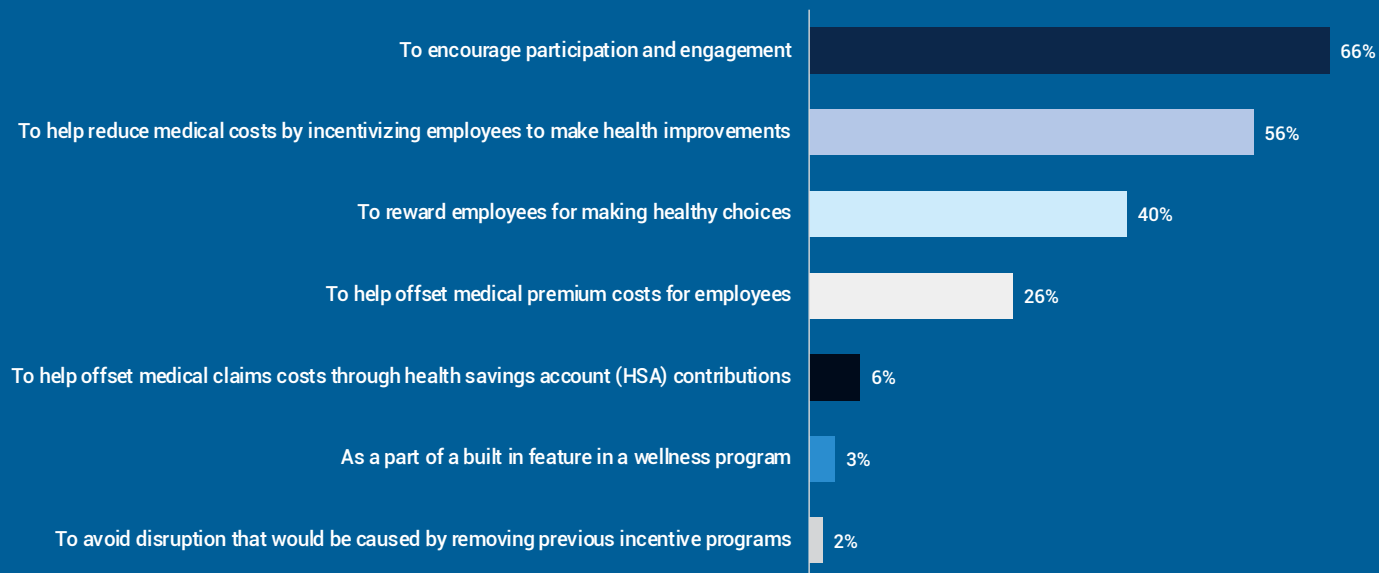 To encourage participation and engagement 66%
To help reduce medical costs by incentivizing employees to make health improvements 56%
To reward employees for making healthy choices 40%
To help offset medical premium costs for employees 26%
To help offset medical claims costs through health savings account (HSA) contributions 6%
As a part of a built in feature in a wellness program 3%
To avoid disruption that would be caused by removing previous incentive programs 2%